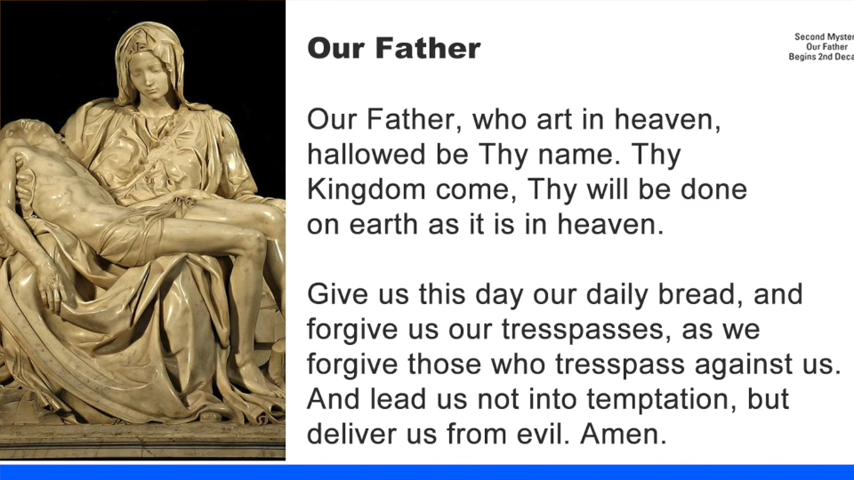 Our Father
Second Myster
Our Father
Begins 2nd Deca
Our Father, who art in heaven,
hallowed be Thy name. Thy
Kingdom come, Thy will be done
on earth as it is in heaven.
Give us this day our daily bread, and
forgive us our tresspasses, as we
forgive those who tresspass against us.
And lead us not into temptation, but
deliver us from evil. Amen.